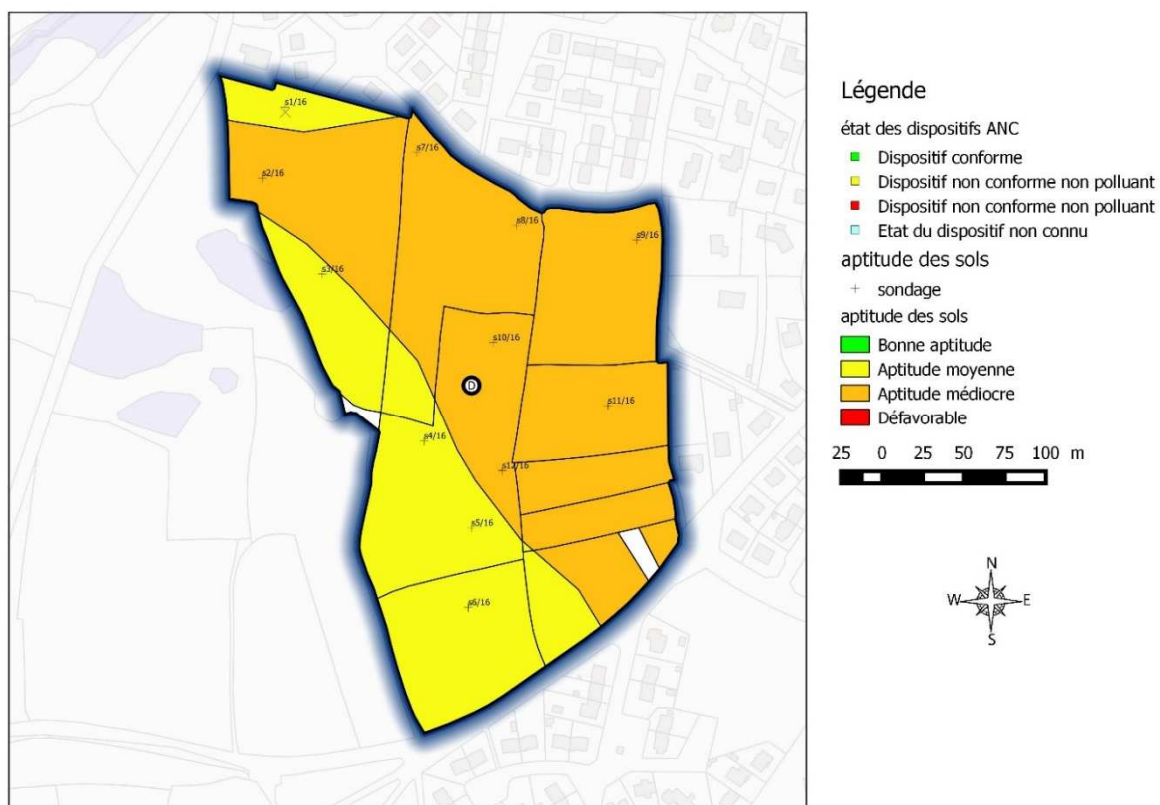 s1/16
s7/16
s2/16
s8/16
s9/16
s3/16
s10/16
D
s11/16
s4/16
s12/16
s5/16
s6/16
Légende
état des dispositifs ANC
Dispositif conforme
Dispositif non conforme non polluant
Dispositif non conforme non polluant
Etat du dispositif non connu
aptitude des sols
sondage
aptitude des sols
Bonne aptitude
Aptitude moyenne
Aptitude médiocre
Défavorable
25 0 25 50 75 100 m
N
W E
S